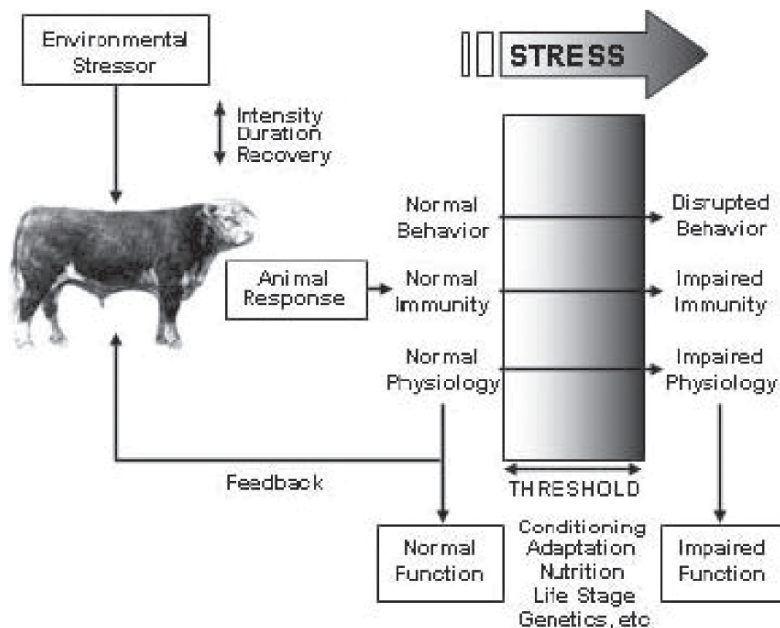 Environmental
Stressor
STRESS
Intensity
Duration
Recovery
Normal
Behavior
Disrupted
Behavior
Animal
Response
Normal
Immunity
Impaired
Immunity
Normal
Physiology
Impaired
Physiology
Feedback
THRESHOLD
Normal
Function
Conditioning
Adaptation
Nutrition
Life Stage
Genetics, etc
Impaired
Function